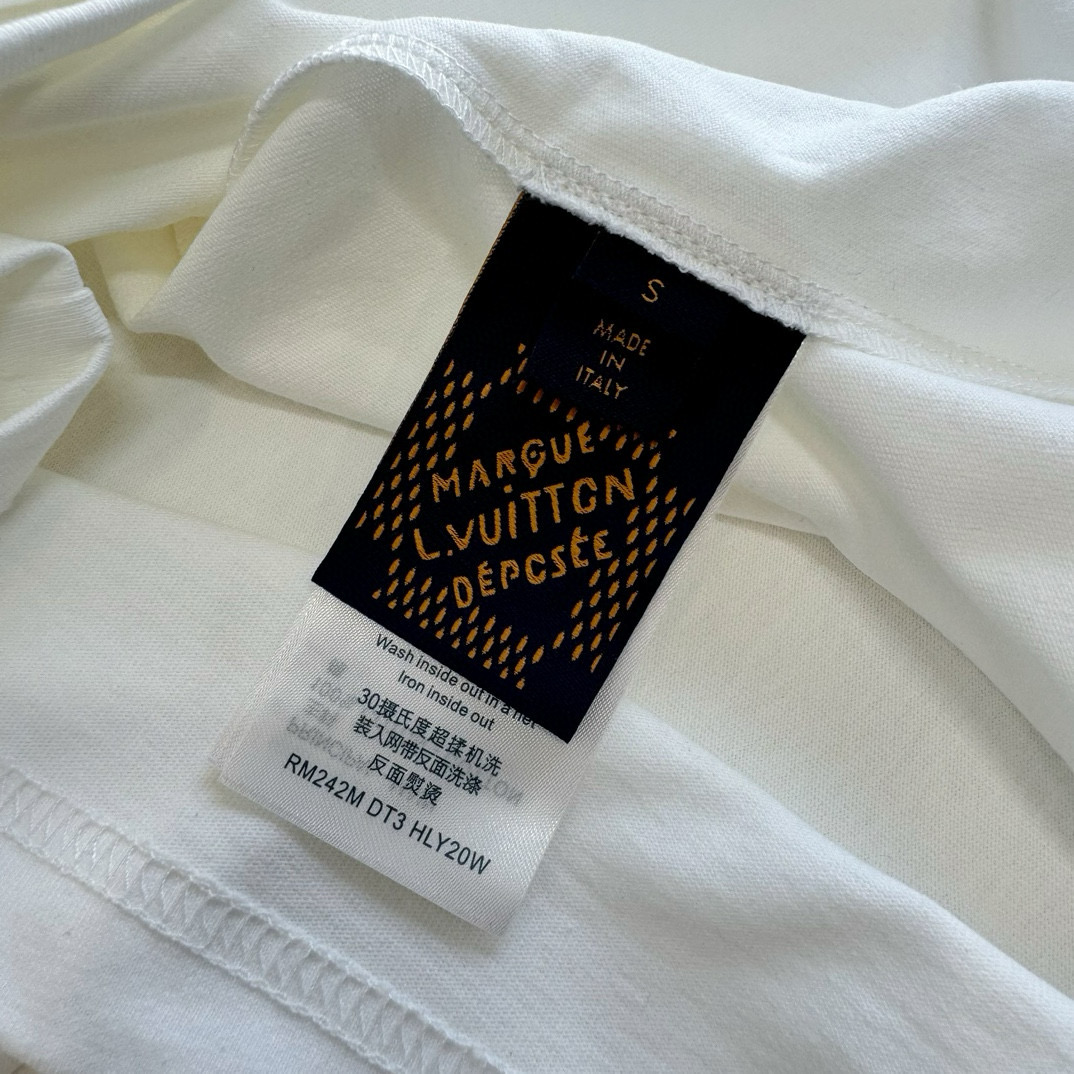 S
MADE
IN
ITALY
MARQUE
L.VUITTON
DÉPOSÉE
Wash inside out in a net
Iron inside out
30摄氏度超揉机洗
装入网带反面洗涤
反面熨烫
RM242M DT3 HLY20W